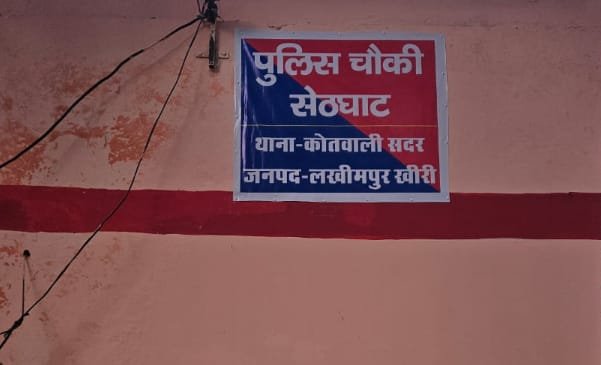 पुलिस चौकी
सेठघाट
थाना-कोतवाली सदर
जनपद-लखीमपुर खीरी